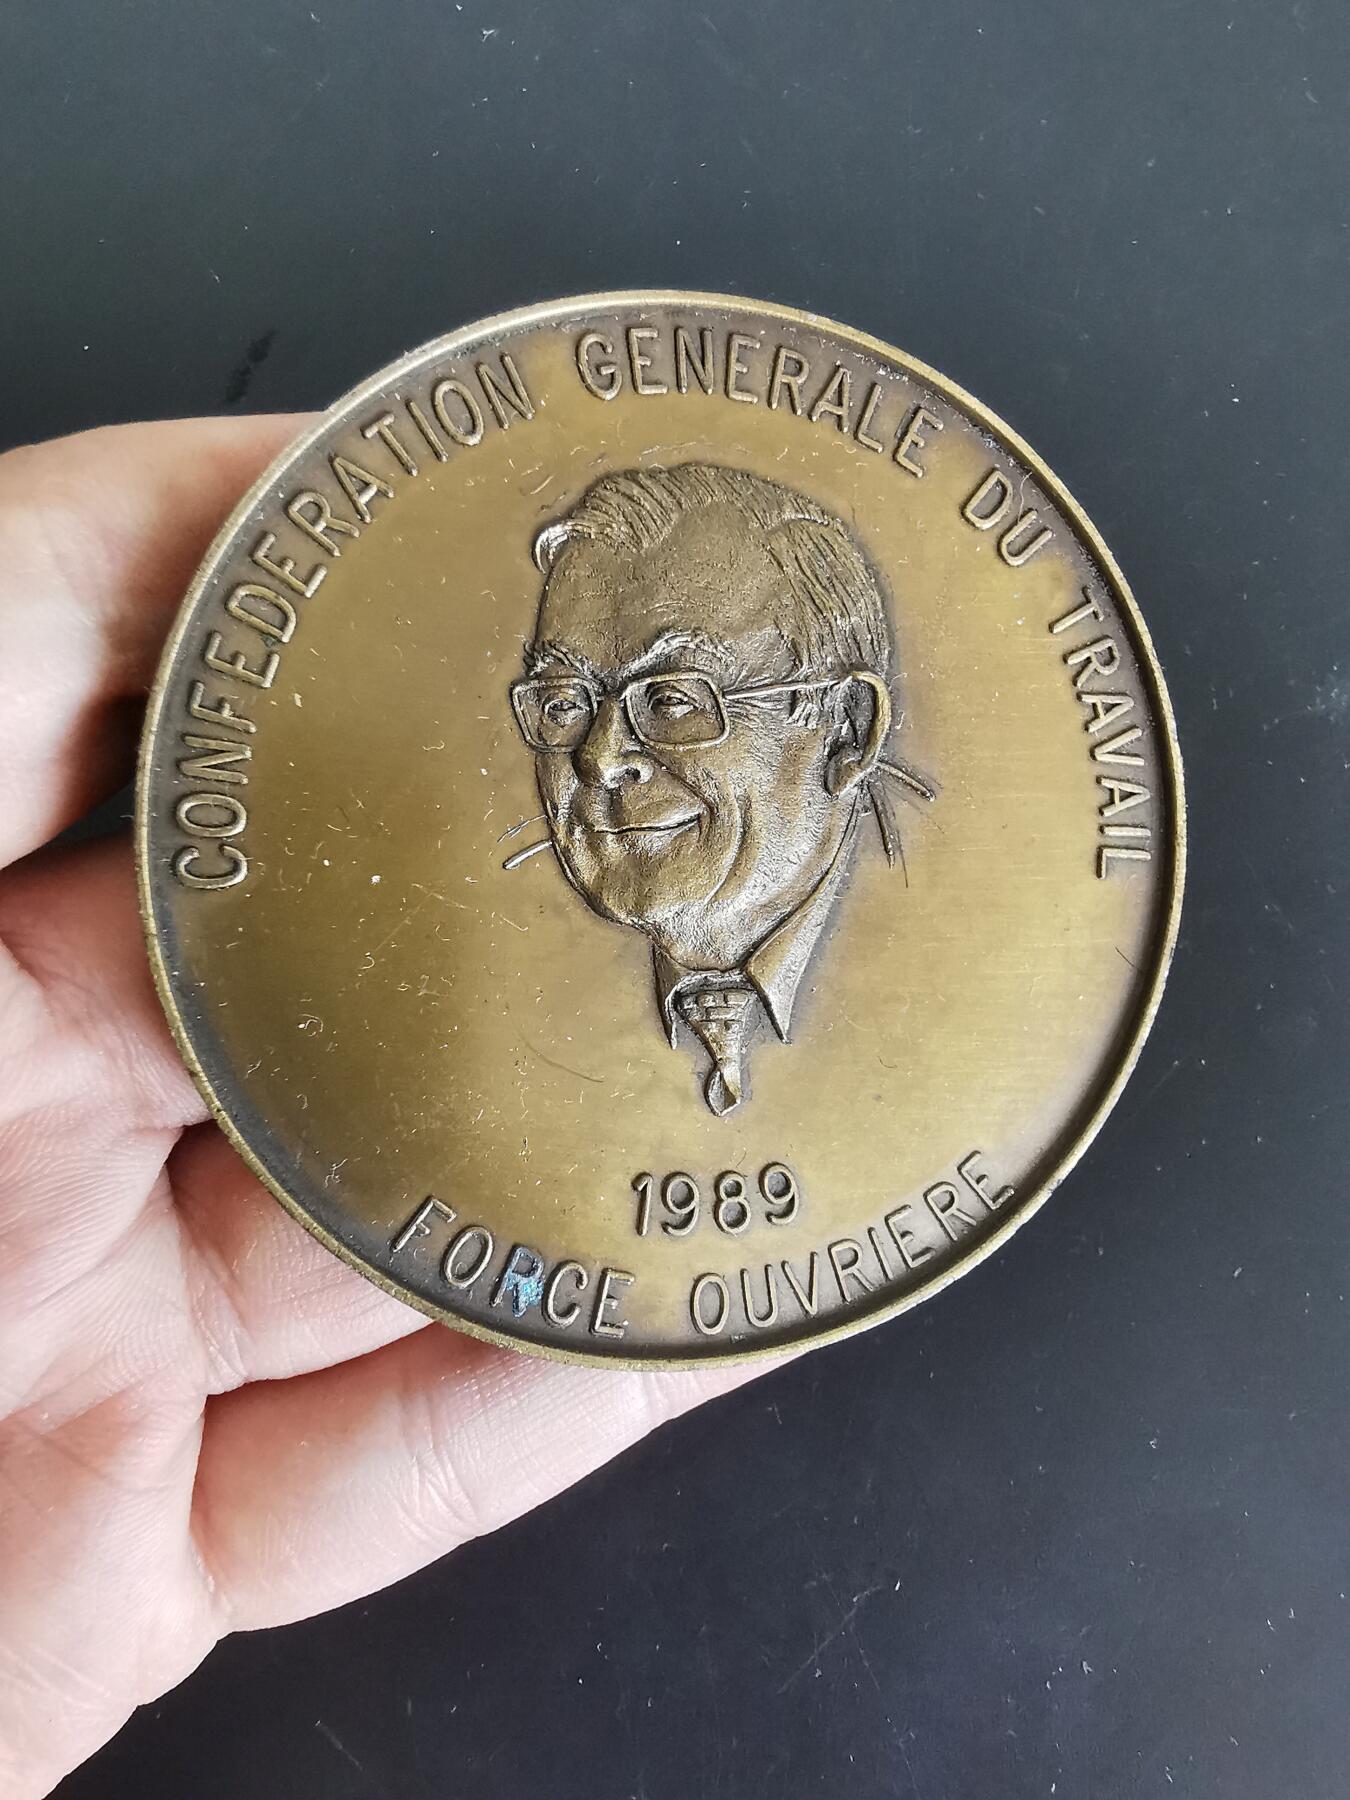 CONFEDERATION GENERALE DU TRAVAIL
1989
FORCE OUVRIERE